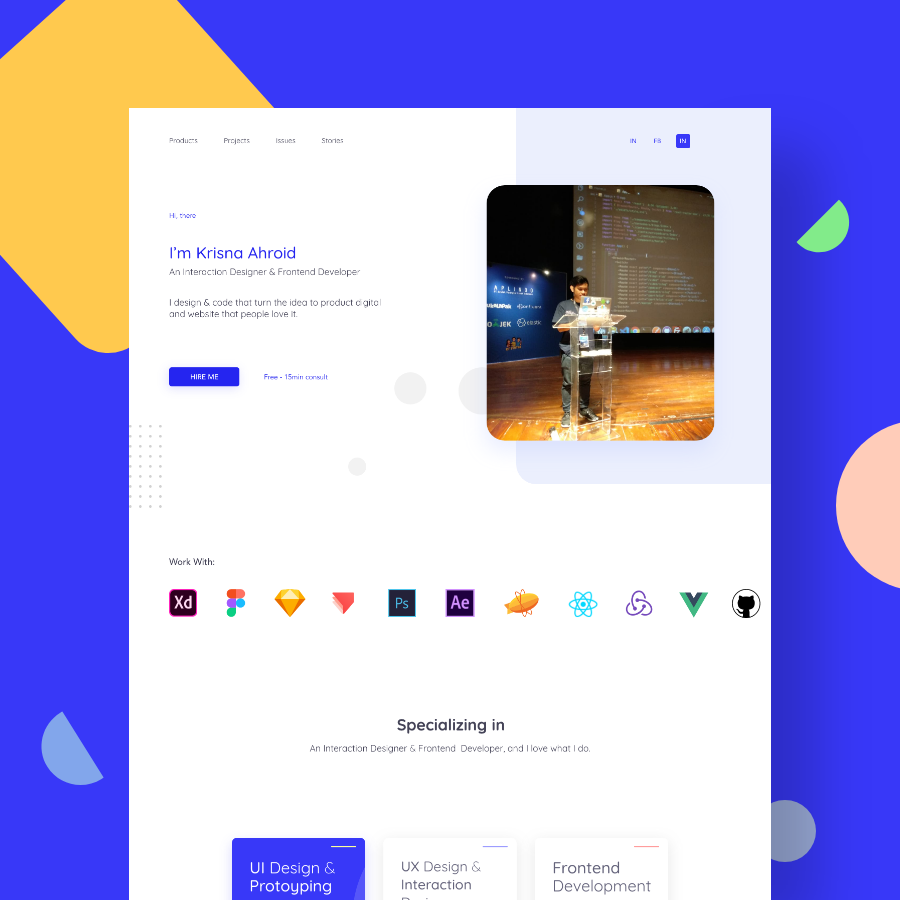 Products Projects Issues Stories
IN FB IN
Hi, there
I'm Krisna Ahroid
An Interaction Designer & Frontend Developer
I design & code that turn the idea to product digital
and website that people love it.
HIRE ME
Free - 15min consult
Work With:
Xd Ps Ae
Specializing in
An Interaction Designer & Frontend Developer, and I love what I do.
UI Design &
Protoyping
UX Design &
Interaction
Frontend
Development